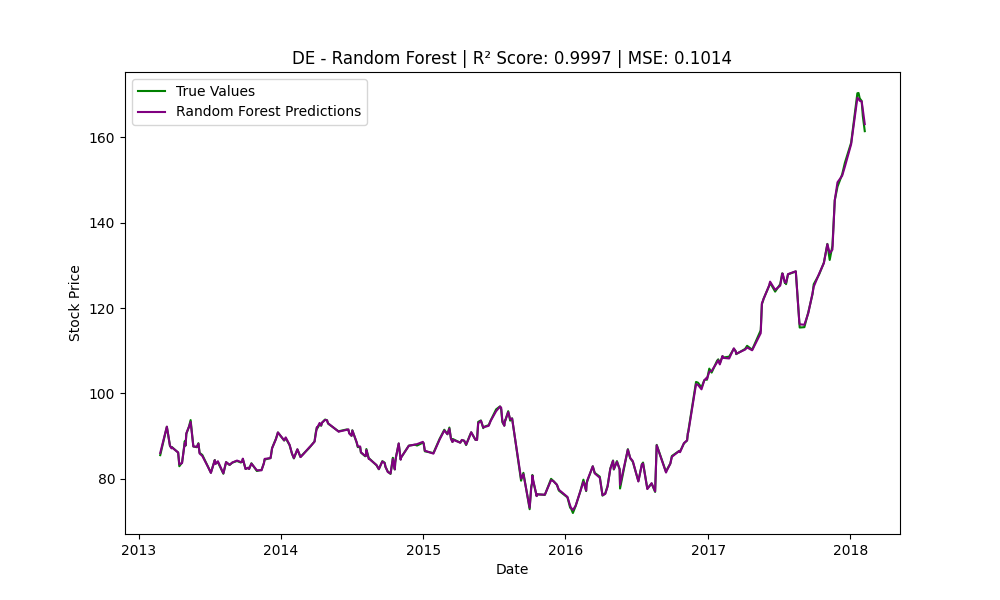 DE - Random Forest | R² Score: 0.9997 | MSE: 0.1014
True Values
Random Forest Predictions
Stock Price
160
140
120
100
80
2013 2014 2015 2016 2017 2018
Date